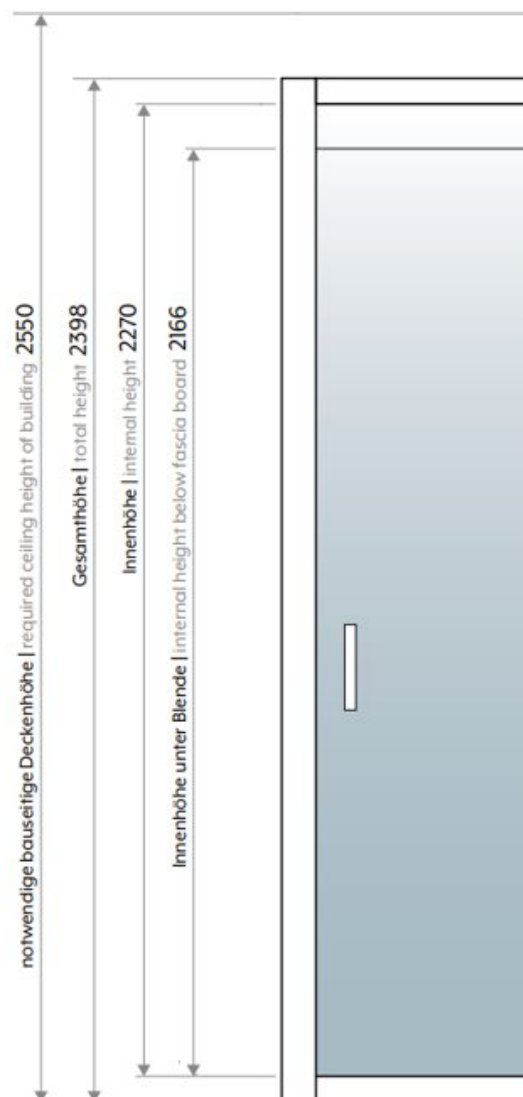 notwendige bauseitige Deckenhöhe | required ceiling height of building 2550
Gesamthöhe | total height 2398
Innenhöhe | internal height 2270
Innenhöhe unter Blende | internal height below fascia board 2166